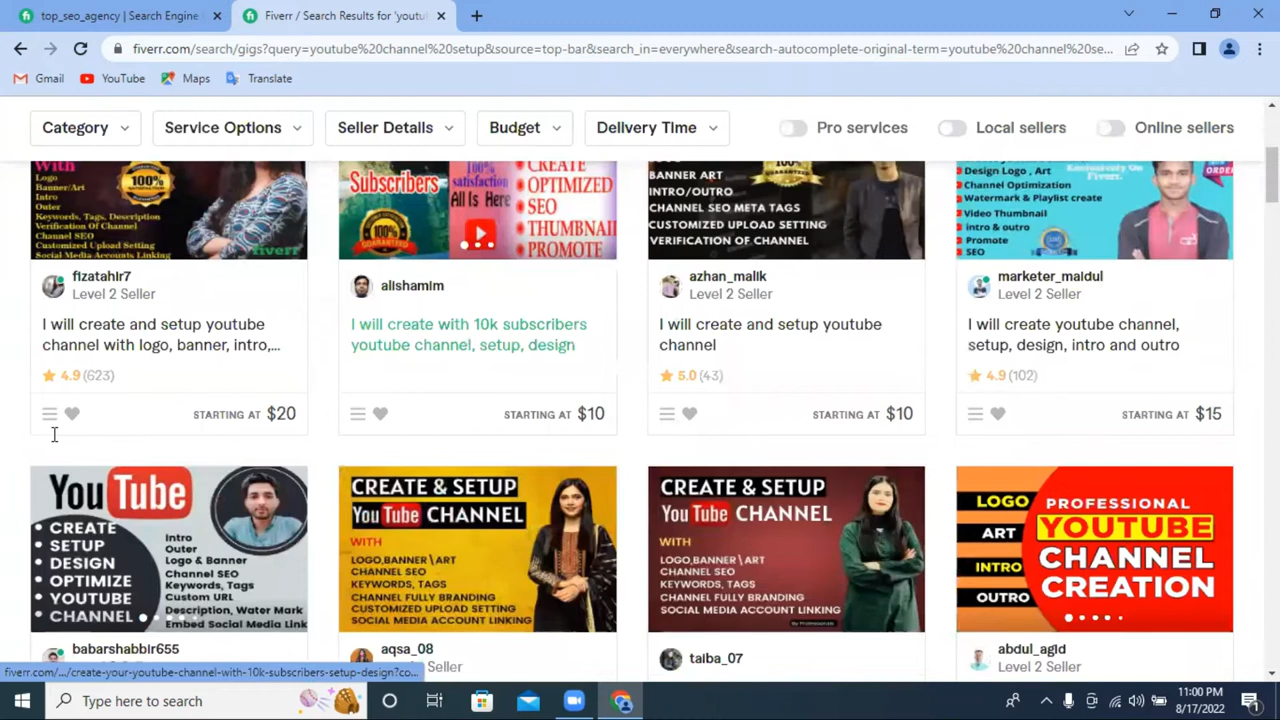 top_seo_agency | Search Engine
Fiverr / Search Results for 'youtu
fiverr.com/search/gigs?query=youtube%20channel%20setup&source=top-bar&search_in=everywhere&search-autocomplete-original-term=youtube%20channel%20se...
Gmail YouTube Maps Translate
Category Service Options Seller Details Budget Delivery Time Pro services Local sellers Online sellers
With
Logo
Banner/Art
Intro
Outer
Keywords, Tags, Description
Verification Of Channel
Channel SEO
Customized Upload Setting
Social Media Accounts Linking
100%
fiverr
Subscribers
100%
satisfaction
All Is Here
GUARANTEED
CREATE
OPTIMIZED
SEO
THUMBNAIL
PROMOTE
BANNER ART
INTRO/OUTRO
CHANNEL SEO META TAGS
CUSTOMIZED UPLOAD SETTING
VERIFICATION OF CHANNEL
GUARANTEED
Design Logo , Art
Channel Optimization
Watermark & Playlist create
Video Thumbnail
intro & outro
Promote
SEO
Exclusively On
Fiverr.
ORDER
fizatahir7
Level 2 Seller
I will create and setup youtube
channel with logo, banner, intro,...
4.9 (623)
STARTING AT $20
alishamim
I will create with 10k subscribers
youtube channel, setup, design
STARTING AT $10
azhan_malik
Level 2 Seller
I will create and setup youtube
channel
5.0 (43)
STARTING AT $10
marketer_maidul
Level 2 Seller
I will create youtube channel,
setup, design, intro and outro
4.9 (102)
STARTING AT $15
YouTube
CREATE
SETUP
DESIGN
OPTIMIZE
YOUTUBE
CHANNEL
Intro
Outer
Logo & Banner
Channel SEO
Keywords, Tags
Custom URL
Description, Water Mark
Embed Social Media Link
babarshabbir655
CREATE & SETUP
YouTube CHANNEL
WITH
LOGO,BANNER\ART
CHANNEL SEO
KEYWORDS, TAGS
CHANNEL FULLY BRANDING
CUSTOMIZED UPLOAD SETTING
SOCIAL MEDIA ACCOUNT LINKING
aqsa_08
Seller
CREATE & SETUP
YouTube CHANNEL
WITH
LOGO,BANNER\ART
CHANNEL SEO
KEYWORDS, TAGS
CHANNEL FULLY BRANDING
SOCIAL MEDIA ACCOUNT LINKING
taiba_07
LOGO
ART
INTRO
OUTRO
PROFESSIONAL
YOUTUBE
CHANNEL
CREATION
abdul_agid
Level 2 Seller
fiverr.com/.../create-your-youtube-channel-with-10k-subscribers-setup-design?co...
Type here to search
11:00 PM
8/17/2022